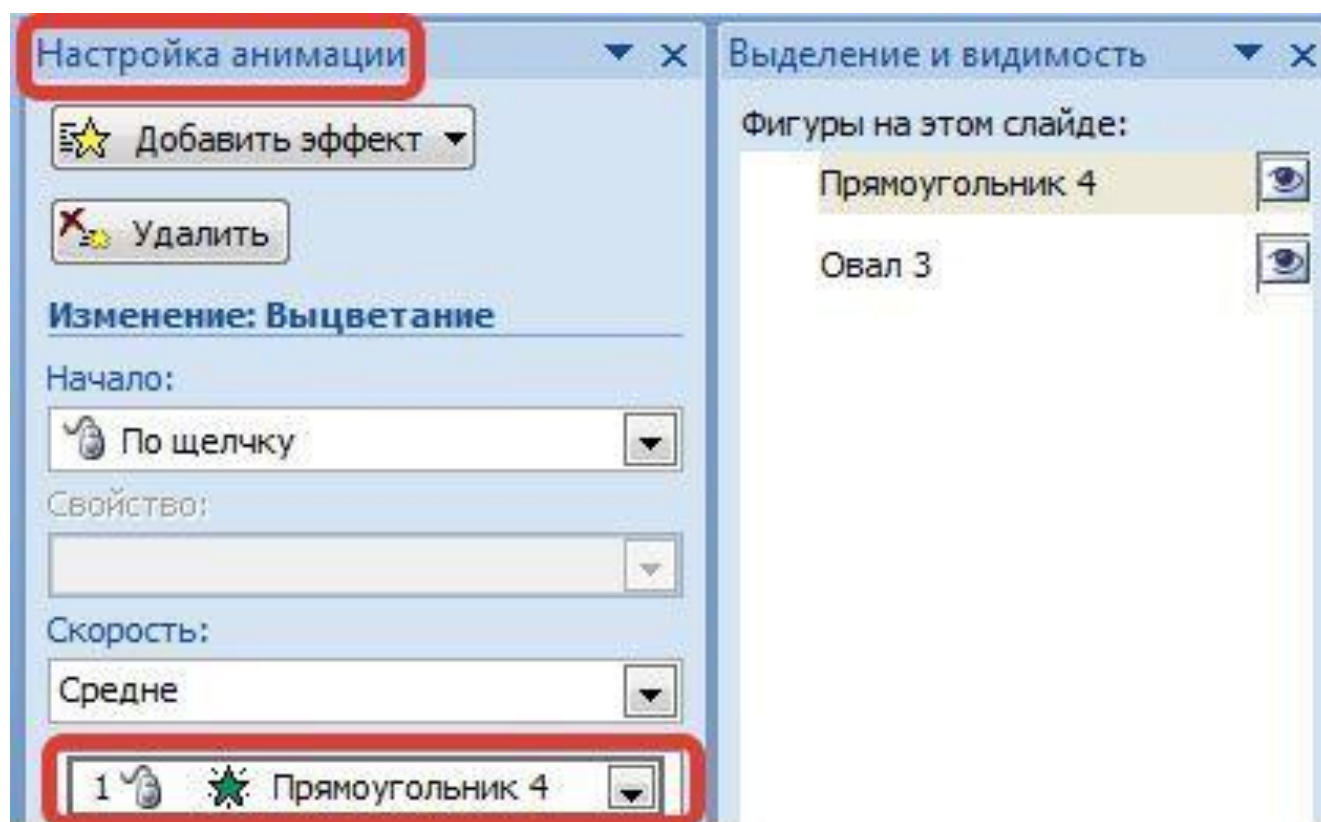 Настройка анимации
Добавить эффект
Удалить
Изменение: Выцветание
Начало:
По щелчку
Свойство:
Скорость:
Средне
1 Прямоугольник 4
Выделение и видимость
Фигуры на этом слайде:
Прямоугольник 4
Овал 3